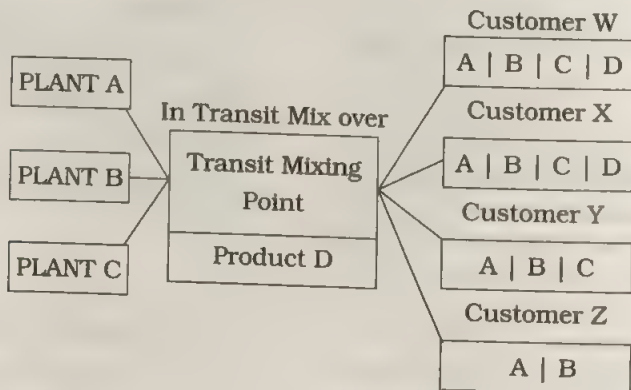 PLANT A
PLANT B
PLANT C
In Transit Mix over
Transit Mixing
Point
Product D
Customer W
A | B | C | D
Customer X
A | B | C | D
Customer Y
A | B | C
Customer Z
A | B